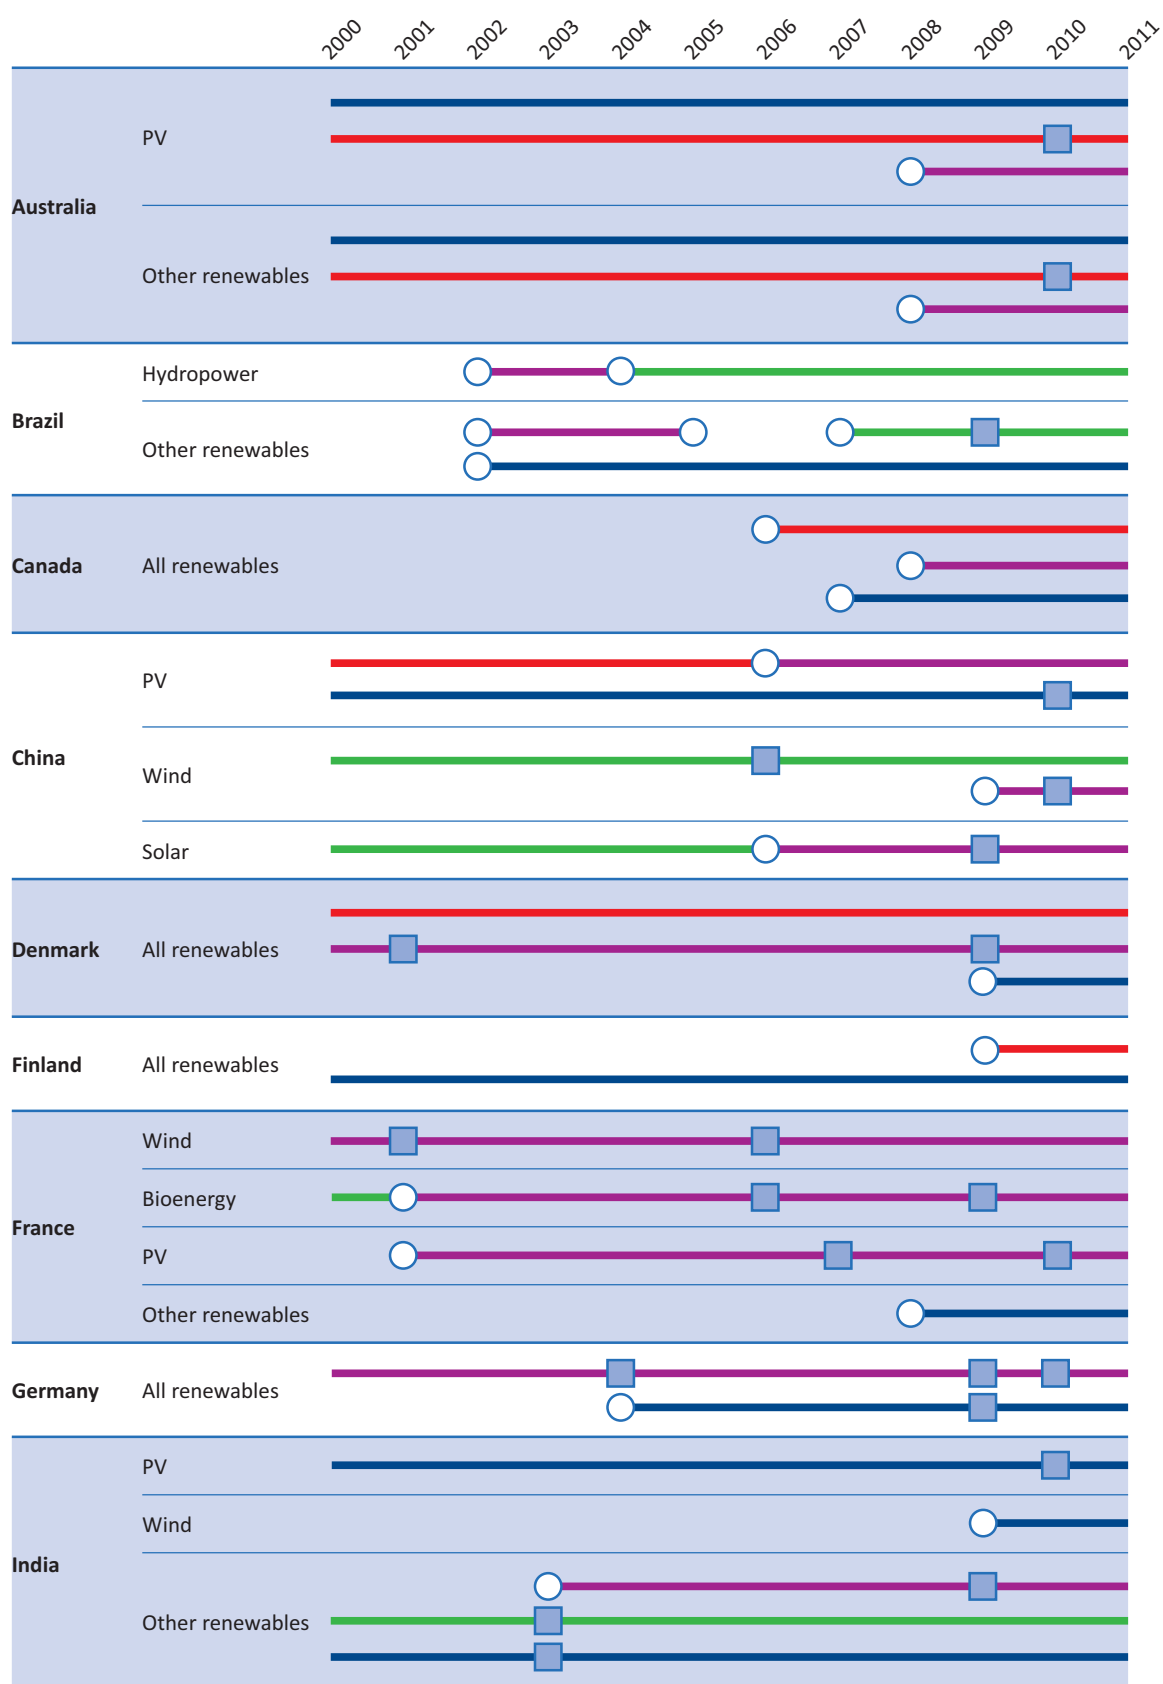 2000 2001 2002 2003 2004 2005 2006 2007 2008 2009 2010 2011
Australia
PV
Other renewables
Brazil
Hydropower
Other renewables
Canada
All renewables
China
PV
Wind
Solar
Denmark
All renewables
Finland
All renewables
France
Wind
Bioenergy
PV
Other renewables
Germany
All renewables
India
PV
Wind
Other renewables